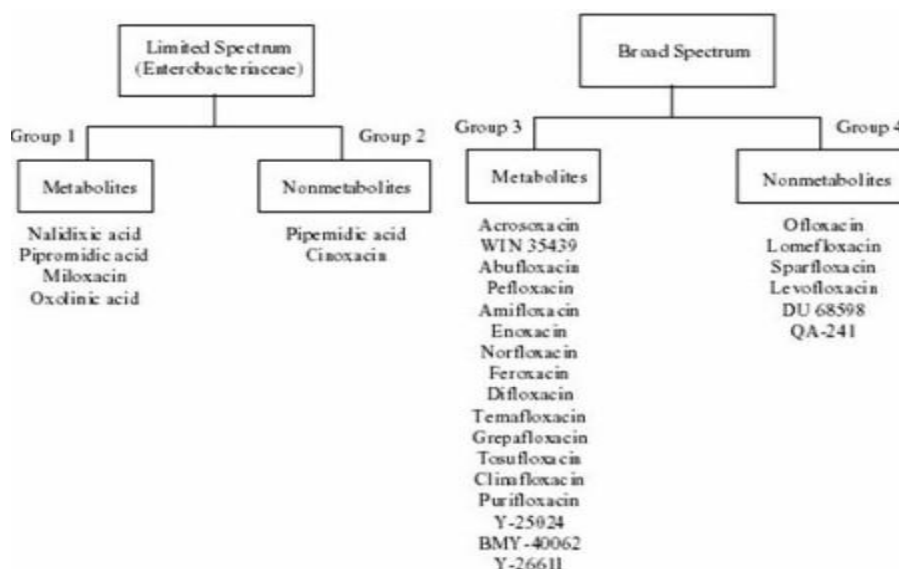 Limited Spectrum
(Enterobacteriaceae)
Group 1
Group 2
Metabolites
Nonmetabolites
Nalidixic acid
Pipromidic acid
Miloxacin
Oxolinic acid
Pipemidic acid
Cinoxacin
Broad Spectrum
Group 3
Group 4
Metabolites
Nonmetabolites
Acrosoxacin
WIN 35439
Abufloxacin
Pefloxacin
Amifloxacin
Enoxacin
Norfloxacin
Feroxacin
Difloxacin
Temafloxacin
Grepafloxacin
Tosufloxacin
Clinafloxacin
Purifloxacin
Y-25024
BMY-40062
Y-26611
Ofloxacin
Lomefloxacin
Sparfloxacin
Levofloxacin
DU 68598
QA-241